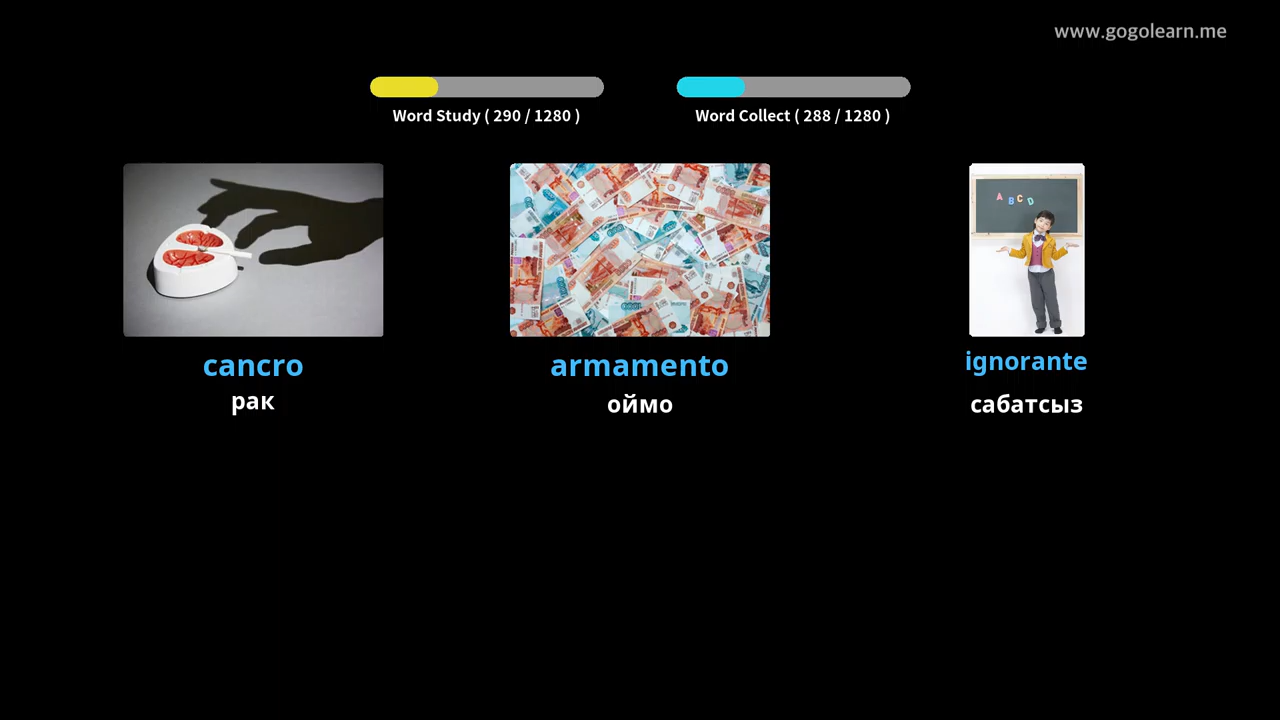 www.gogolearn.me
Word Study ( 290 / 1280 )
Word Collect ( 288 / 1280 )
cancro
armamento
ignorante
рак
оймо
сабатсыз
A B C D